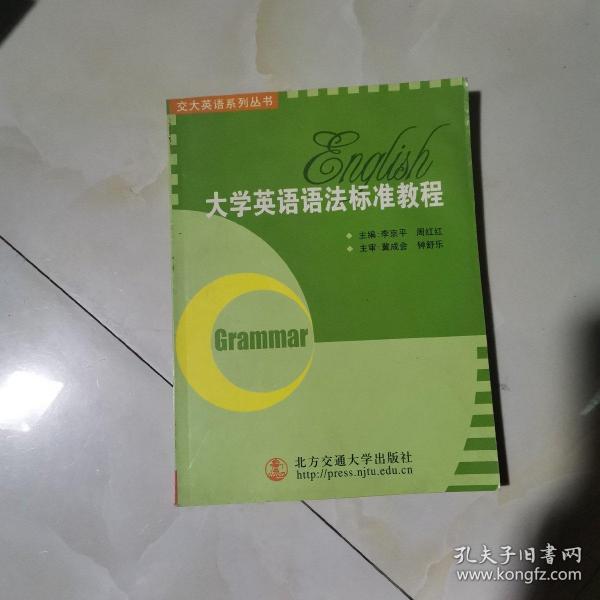 交大英语系列丛书
English
大学英语语法标准教程
主编:李京平 周红红
主审:冀成会 钟舒乐
Grammar
北方交通大学出版社
http://press.njtu.edu.cn
孔夫子旧书网
www.kongfz.com